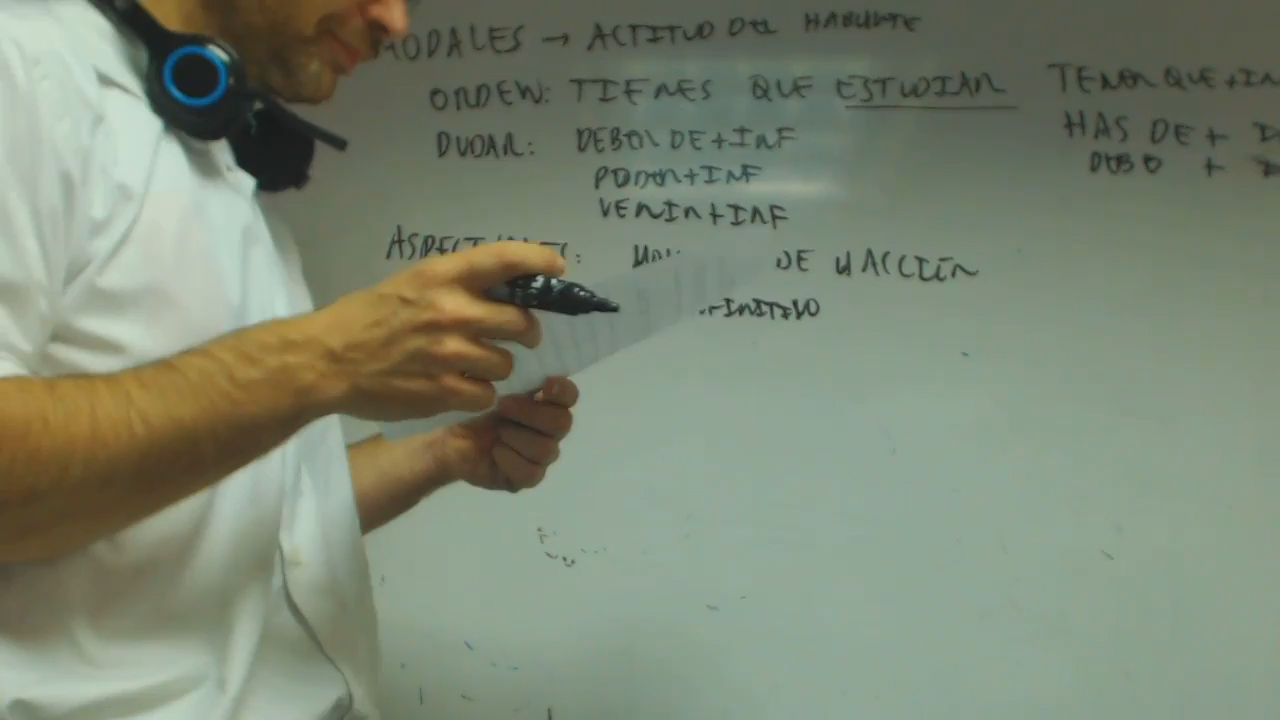 MODALES → ACTITUD DEL HABLANTE
ORDEN: TIENES QUE ESTUDIAR TENER QUE + IN
DUDAR: DEBER DE + INF HAS DE +
PODER + INF DEBO +
VENIR + INF
DE LA ACCIÓN